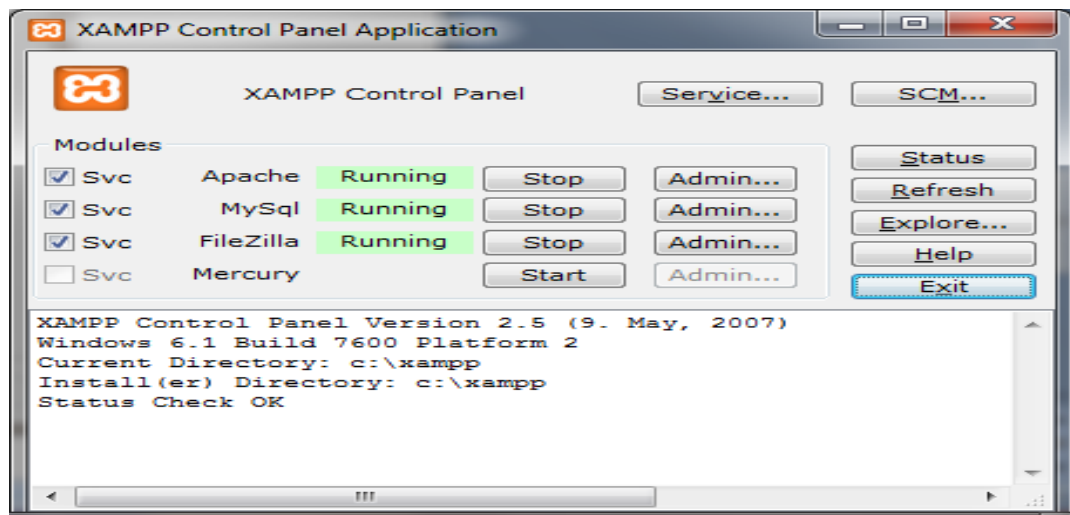 XAMPP Control Panel Application
XAMPP Control Panel Service... SCM...
Modules
Svc Apache Running Stop Admin...
Svc MySql Running Stop Admin...
Svc FileZilla Running Stop Admin...
Svc Mercury Start Admin...
Status
Refresh
Explore...
Help
Exit
XAMPP Control Panel Version 2.5 (9. May, 2007)
Windows 6.1 Build 7600 Platform 2
Current Directory: c:\xampp
Install(er) Directory: c:\xampp
Status Check OK